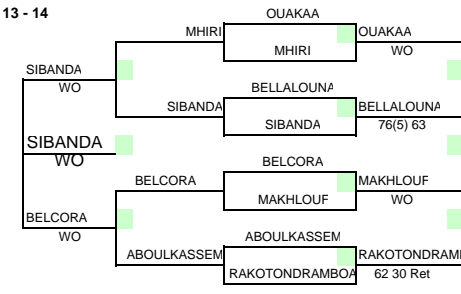 13 - 14
OUAKAA
MHIRI
OUAKAA
MHIRI
WO
SIBANDA
BELLALOUNA
WO
SIBANDA
BELLALOUNA
SIBANDA
76(5) 63
SIBANDA
WO
BELCORA
BELCORA
MAKHLOUF
MAKHLOUF
WO
BELCORA
WO
ABOULKASSEM
ABOULKASSEM
RAKOTONDRAM
RAKOTONDRAMBOA
62 30 Ret